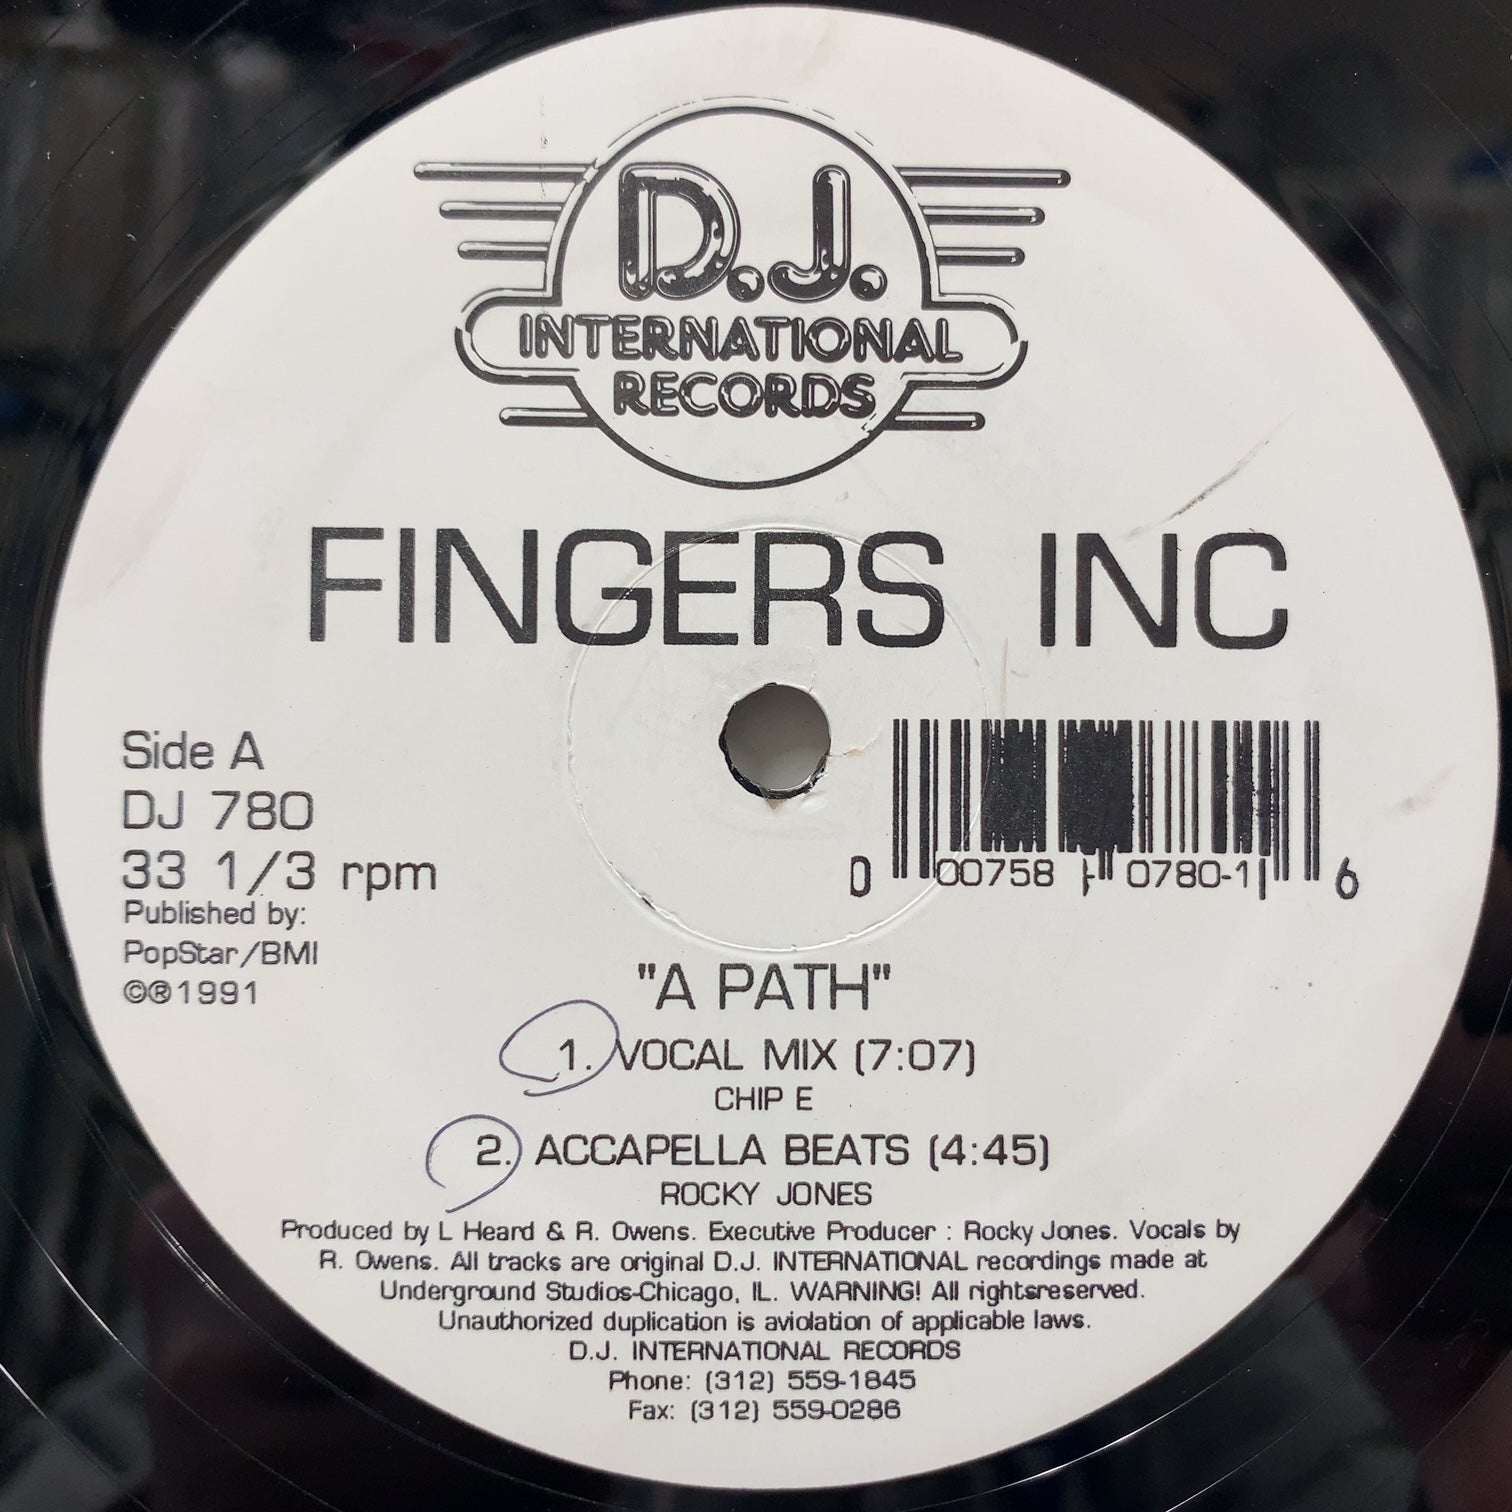 D.J.
INTERNATIONAL
RECORDS
FINGERS INC
Side A
DJ 780
33 1/3 rpm
Published by:
PopStar/BMI
©®1991
0 00758 0780-1 6
"A PATH"
1. VOCAL MIX (7:07)
CHIP E
2. ACCAPELLA BEATS (4:45)
ROCKY JONES
Produced by L Heard & R. Owens. Executive Producer : Rocky Jones. Vocals by
R. Owens. All tracks are original D.J. INTERNATIONAL recordings made at
Underground Studios-Chicago, IL. WARNING! All rightsreserved.
Unauthorized duplication is aviolation of applicable laws.
D.J. INTERNATIONAL RECORDS
Phone: (312) 559-1845
Fax: (312) 559-0286